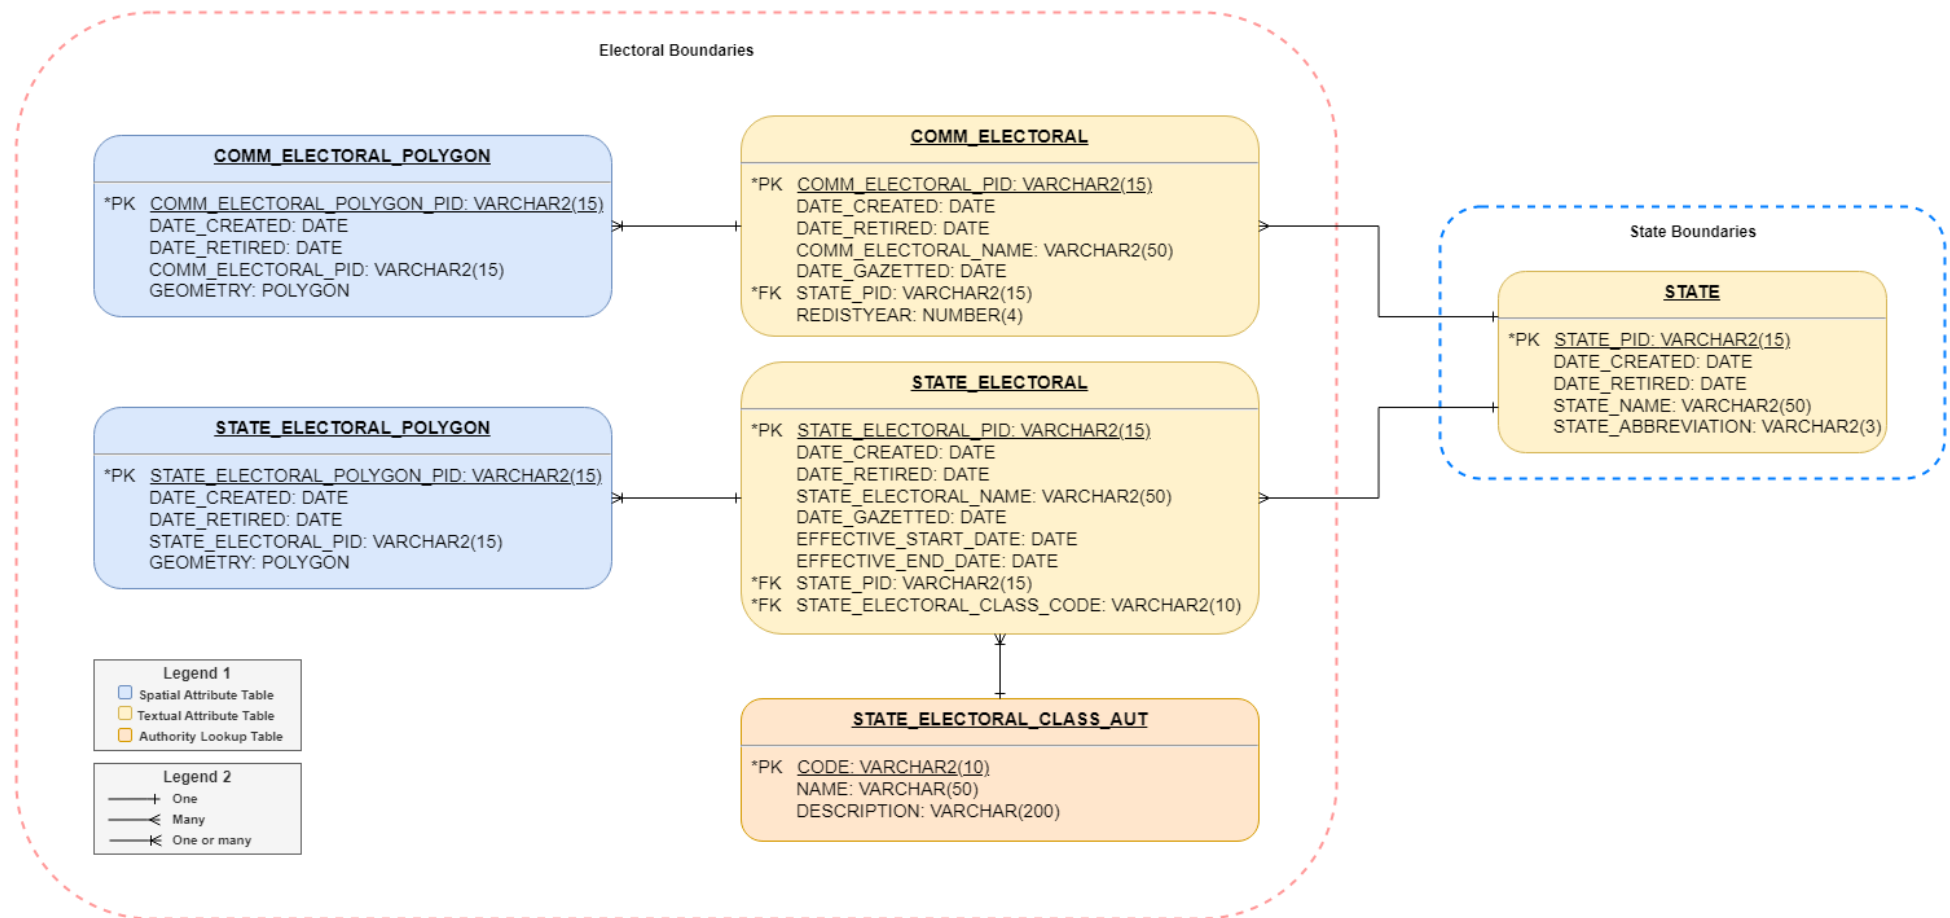 Electoral Boundaries
COMM_ELECTORAL_POLYGON
*PK COMM_ELECTORAL_POLYGON_PID: VARCHAR2(15)
DATE_CREATED: DATE
DATE_RETIRED: DATE
COMM_ELECTORAL_PID: VARCHAR2(15)
GEOMETRY: POLYGON
COMM_ELECTORAL
*PK COMM_ELECTORAL_PID: VARCHAR2(15)
DATE_CREATED: DATE
DATE_RETIRED: DATE
COMM_ELECTORAL_NAME: VARCHAR2(50)
DATE_GAZETTED: DATE
*FK STATE_PID: VARCHAR2(15)
REDISTYEAR: NUMBER(4)
State Boundaries
STATE
*PK STATE_PID: VARCHAR2(15)
DATE_CREATED: DATE
DATE_RETIRED: DATE
STATE_NAME: VARCHAR2(50)
STATE_ABBREVIATION: VARCHAR2(3)
STATE_ELECTORAL_POLYGON
*PK STATE_ELECTORAL_POLYGON_PID: VARCHAR2(15)
DATE_CREATED: DATE
DATE_RETIRED: DATE
STATE_ELECTORAL_PID: VARCHAR2(15)
GEOMETRY: POLYGON
STATE_ELECTORAL
*PK STATE_ELECTORAL_PID: VARCHAR2(15)
DATE_CREATED: DATE
DATE_RETIRED: DATE
STATE_ELECTORAL_NAME: VARCHAR2(50)
DATE_GAZETTED: DATE
EFFECTIVE_START_DATE: DATE
EFFECTIVE_END_DATE: DATE
*FK STATE_PID: VARCHAR2(15)
*FK STATE_ELECTORAL_CLASS_CODE: VARCHAR2(10)
STATE_ELECTORAL_CLASS_AUT
*PK CODE: VARCHAR2(10)
NAME: VARCHAR(50)
DESCRIPTION: VARCHAR(200)
Legend 1
Spatial Attribute Table
Textual Attribute Table
Authority Lookup Table
Legend 2
One
Many
One or many